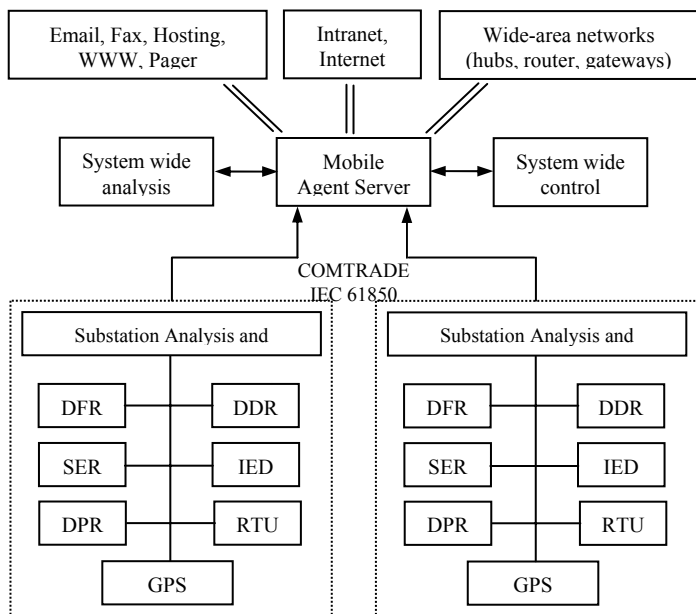 Email, Fax, Hosting,
WWW, Pager
Intranet,
Internet
Wide-area networks
(hubs, router, gateways)
System wide
analysis
Mobile
Agent Server
System wide
control
COMTRADE
IEC 61850
Substation Analysis and
DFR
DDR
SER
IED
DPR
RTU
GPS
Substation Analysis and
DFR
DDR
SER
IED
DPR
RTU
GPS